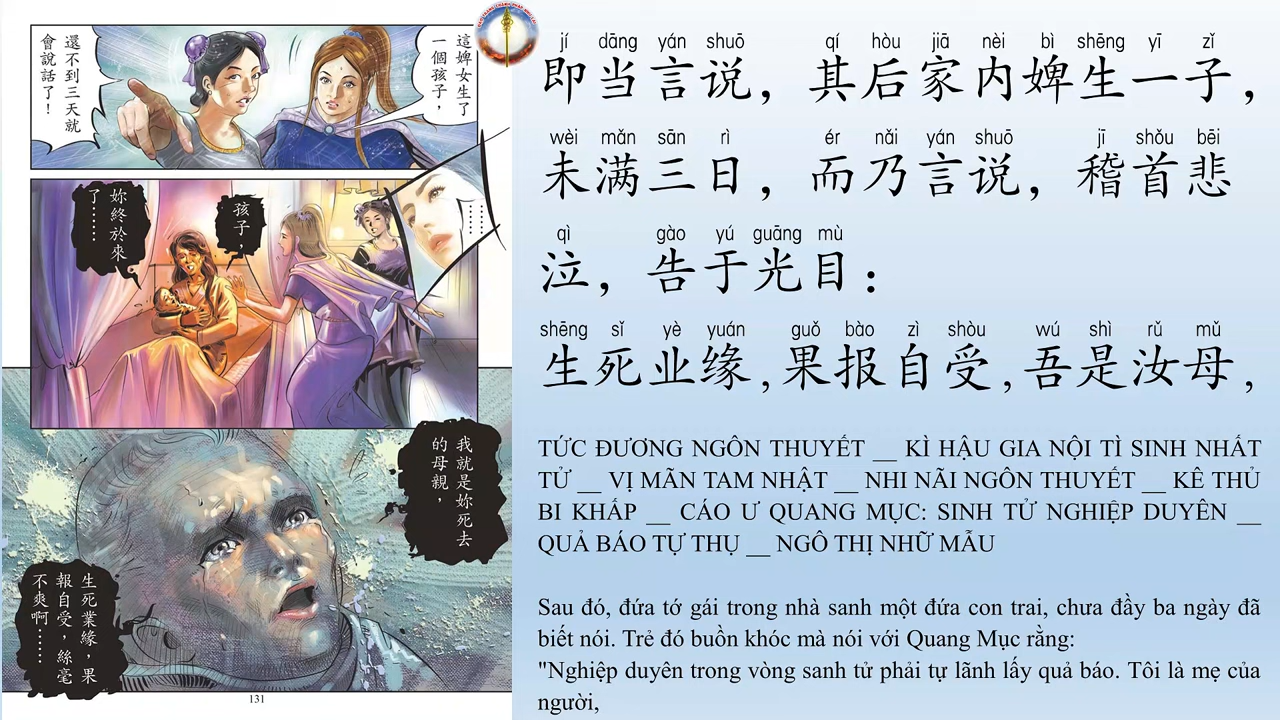 這婢女生了
一個孩子，
還不到三天就
會說話了！
⋯⋯
孩子，
妳終於來
了⋯⋯
我就是妳死去
的母親，
生死業緣，果
報自受，絲毫
不爽啊⋯⋯
131
jí dāng yán shuō qí hòu jiā nèi bì shēng yī zǐ
即当言说，其后家内婢生一子，
wèi mǎn sān rì ér nǎi yán shuō jī shǒu bēi
未满三日，而乃言说，稽首悲
qì gào yú guāng mù
泣，告于光目：
shēng sǐ yè yuán guǒ bào zì shòu wú shì rǔ mǔ
生死业缘,果报自受,吾是汝母,
TỨC ĐƯƠNG NGÔN THUYẾT __ KÌ HẬU GIA NỘI TÌ SINH NHẤT
TỬ __ VỊ MÃN TAM NHẬT __ NHI NÃI NGÔN THUYẾT __ KÊ THỦ
BI KHẤP __ CÁO Ư QUANG MỤC: SINH TỬ NGHIỆP DUYÊN __
QUẢ BÁO TỰ THỤ __ NGÔ THỊ NHỮ MẪU
Sau đó, đứa tớ gái trong nhà sanh một đứa con trai, chưa đầy ba ngày đã
biết nói. Trẻ đó buồn khóc mà nói với Quang Mục rằng:
"Nghiệp duyên trong vòng sanh tử phải tự lãnh lấy quả báo. Tôi là mẹ của
người,